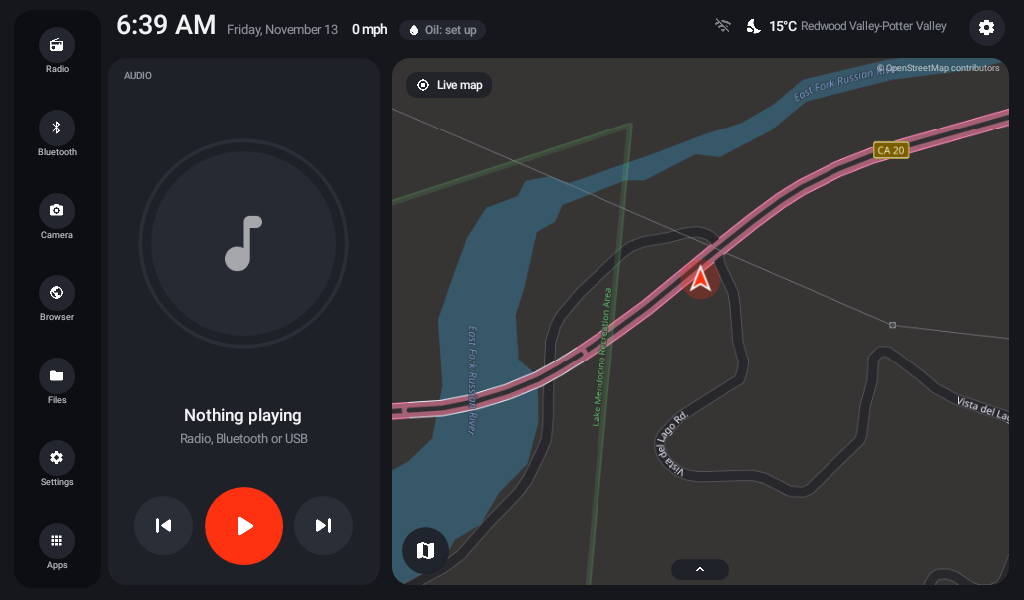 6:39 AM
Friday, November 13
0 mph
Oil: set up
15°C
Redwood Valley-Potter Valley
Radio
Bluetooth
Camera
Browser
Files
Settings
Apps
AUDIO
Nothing playing
Radio, Bluetooth or USB
Live map
© OpenStreetMap contributors
East Fork Russian
CA 20
East Fork Russian River
Lake Mendocino Recreation Area
Vista del Lago Rd.
Vista del